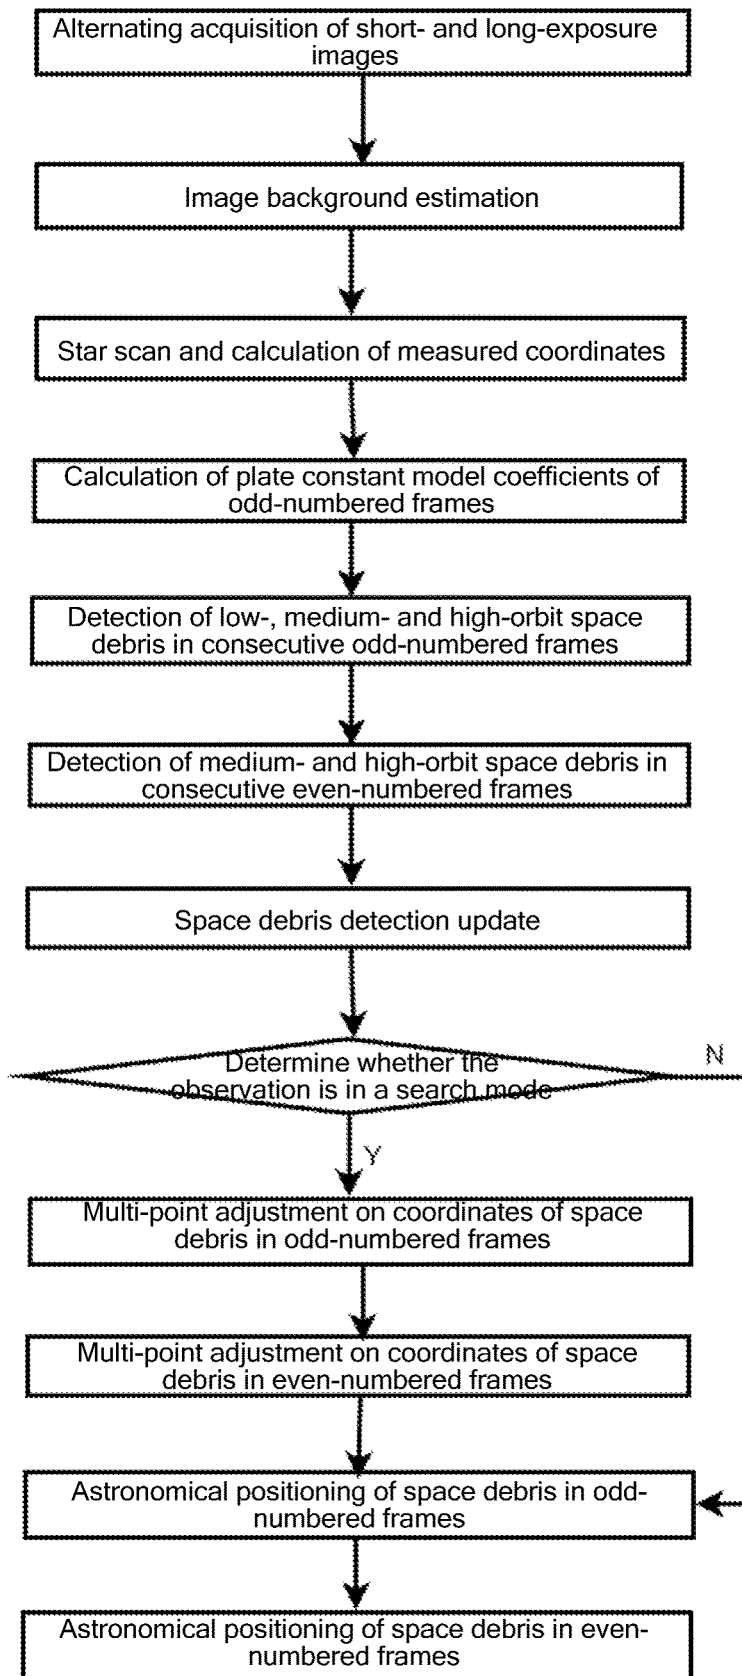 Alternating acquisition of short- and long-exposure
images
Image background estimation
Star scan and calculation of measured coordinates
Calculation of plate constant model coefficients of
odd-numbered frames
Detection of low-, medium- and high-orbit space
debris in consecutive odd-numbered frames
Detection of medium- and high-orbit space debris in
consecutive even-numbered frames
Space debris detection update
Determine whether the
observation is in a search mode
N
Y
Multi-point adjustment on coordinates of space
debris in odd-numbered frames
Multi-point adjustment on coordinates of space
debris in even-numbered frames
Astronomical positioning of space debris in odd-
numbered frames
Astronomical positioning of space debris in even-
numbered frames